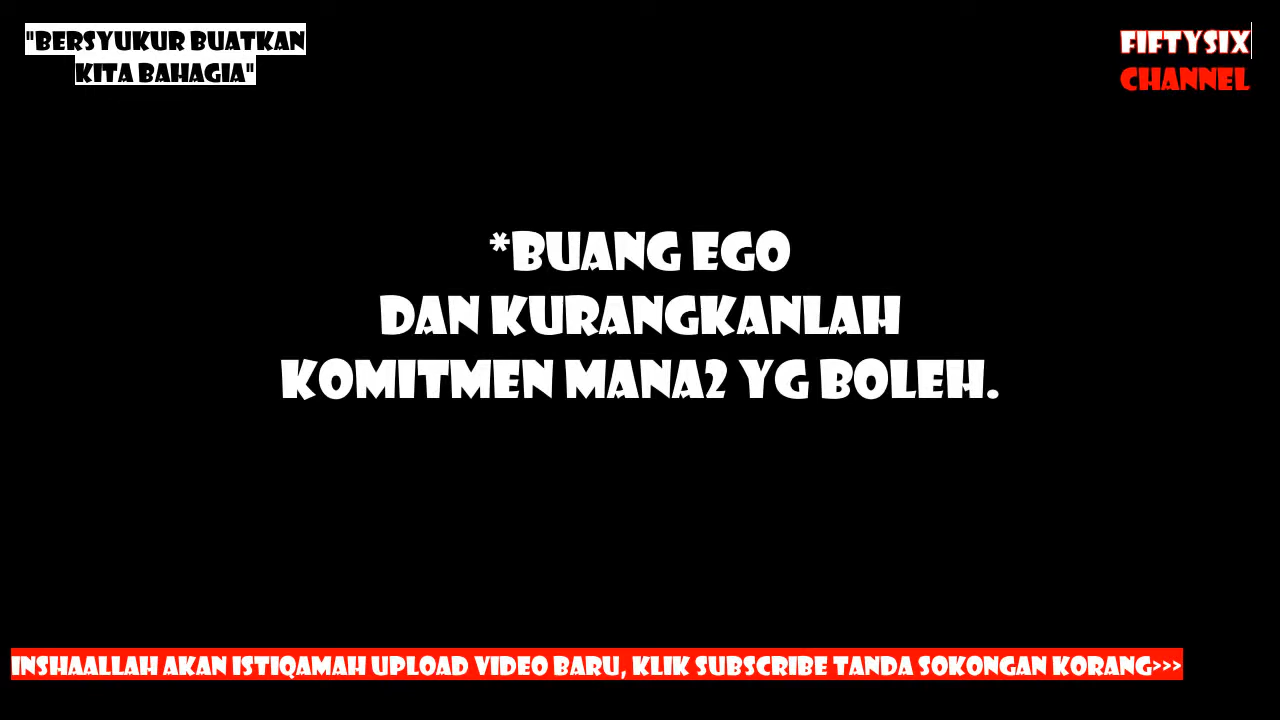 "BERSYUKUR BUATKAN
KITA BAHAGIA"
FIFTYSIX
CHANNEL
*BUANG EGO
DAN KURANGKANLAH
KOMITMEN MANA2 YG BOLEH.
INSHAALLAH AKAN ISTIQAMAH UPLOAD VIDEO BARU, KLIK SUBSCRIBE TANDA SOKONGAN KORANG>>>